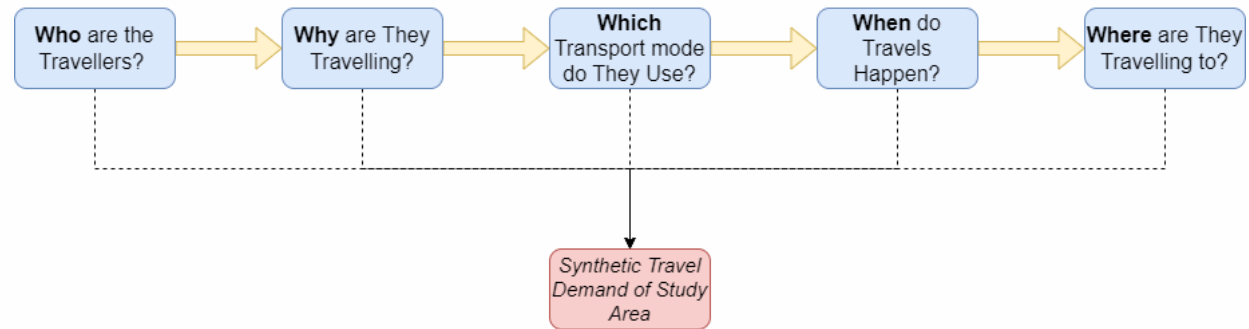 Who are the
Travellers?
Why are They
Travelling?
Which
Transport mode
do They Use?
When do
Travels
Happen?
Where are They
Travelling to?
Synthetic Travel
Demand of Study
Area